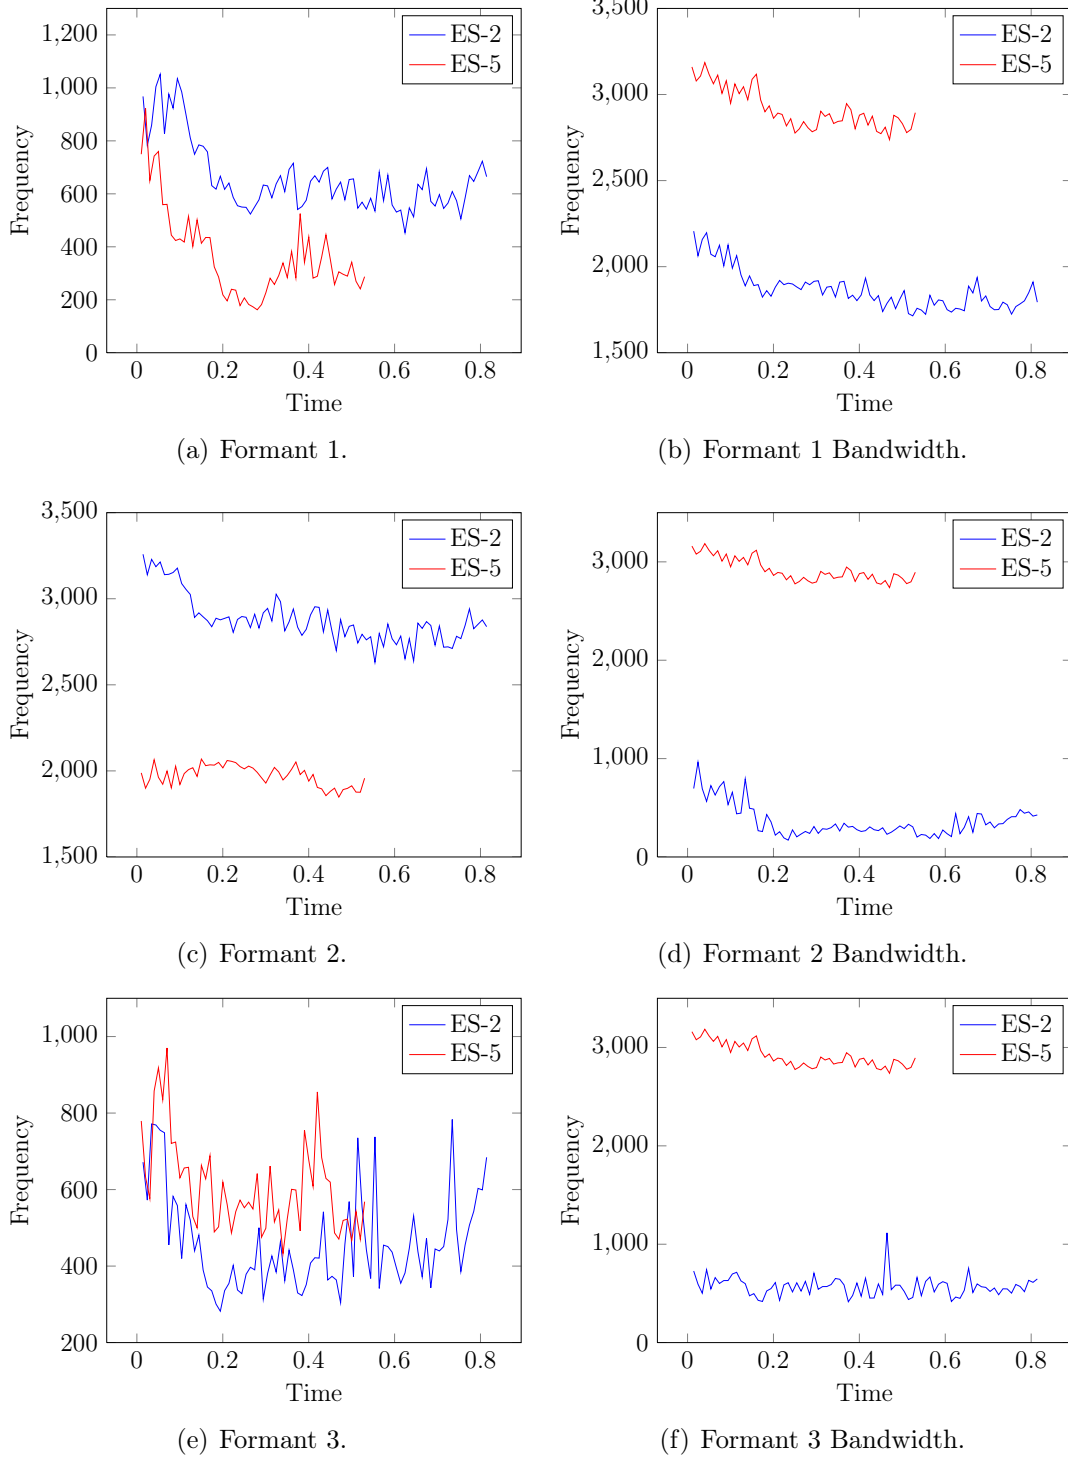 1,200
1,000
800
600
400
200
0
Frequency
0 0.2 0.4 0.6 0.8
Time
ES-2
ES-5
(a) Formant 1.
3,500
3,000
2,500
2,000
1,500
Frequency
0 0.2 0.4 0.6 0.8
Time
ES-2
ES-5
(b) Formant 1 Bandwidth.
3,500
3,000
2,500
2,000
1,500
Frequency
0 0.2 0.4 0.6 0.8
Time
ES-2
ES-5
(c) Formant 2.
3,000
2,000
1,000
0
Frequency
0 0.2 0.4 0.6 0.8
Time
ES-2
ES-5
(d) Formant 2 Bandwidth.
1,000
800
600
400
200
Frequency
0 0.2 0.4 0.6 0.8
Time
ES-2
ES-5
(e) Formant 3.
3,000
2,000
1,000
0
Frequency
0 0.2 0.4 0.6 0.8
Time
ES-2
ES-5
(f) Formant 3 Bandwidth.